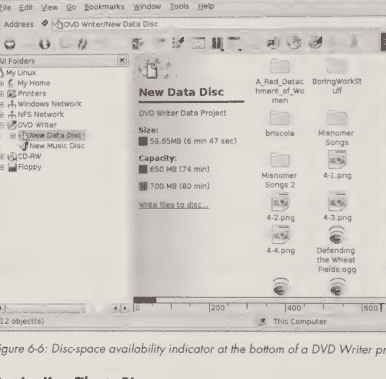 File Edit View Go Bookmarks Window Tools Help
Address DVD Writer/New Data Disc
All Folders
My Linux
My Home
Printers
Windows Network
NFS Network
DVD Writer
New Data Disc
New Music Disc
CD-RW
Floppy
New Data Disc
DVD Writer Data Project
Size:
59.65MB (6 min 47 sec)
Capacity:
650 MB (74 min)
700 MB (80 min)
Write files to disc...
A_Red_Detac
hment_of_Wo
men
BoringWorkSt
uff
briscola
Misnomer
Songs
Misnomer
Songs 2
4-1.png
4-2.png
4-3.png
4-4.png
Defending
the Wheat
Fields.ogg
0 200 400 600
12 object(s)
This Computer
Figure 6-6: Disc-space availability indicator at the bottom of a DVD Writer